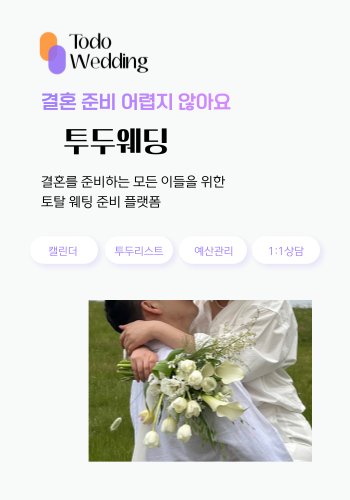 Todo
Wedding
결혼 준비 어렵지 않아요
투두웨딩
결혼를 준비하는 모든 이들을 위한
토탈 웨팅 준비 플랫폼
캘린더
투두리스트
예산관리
1:1상담